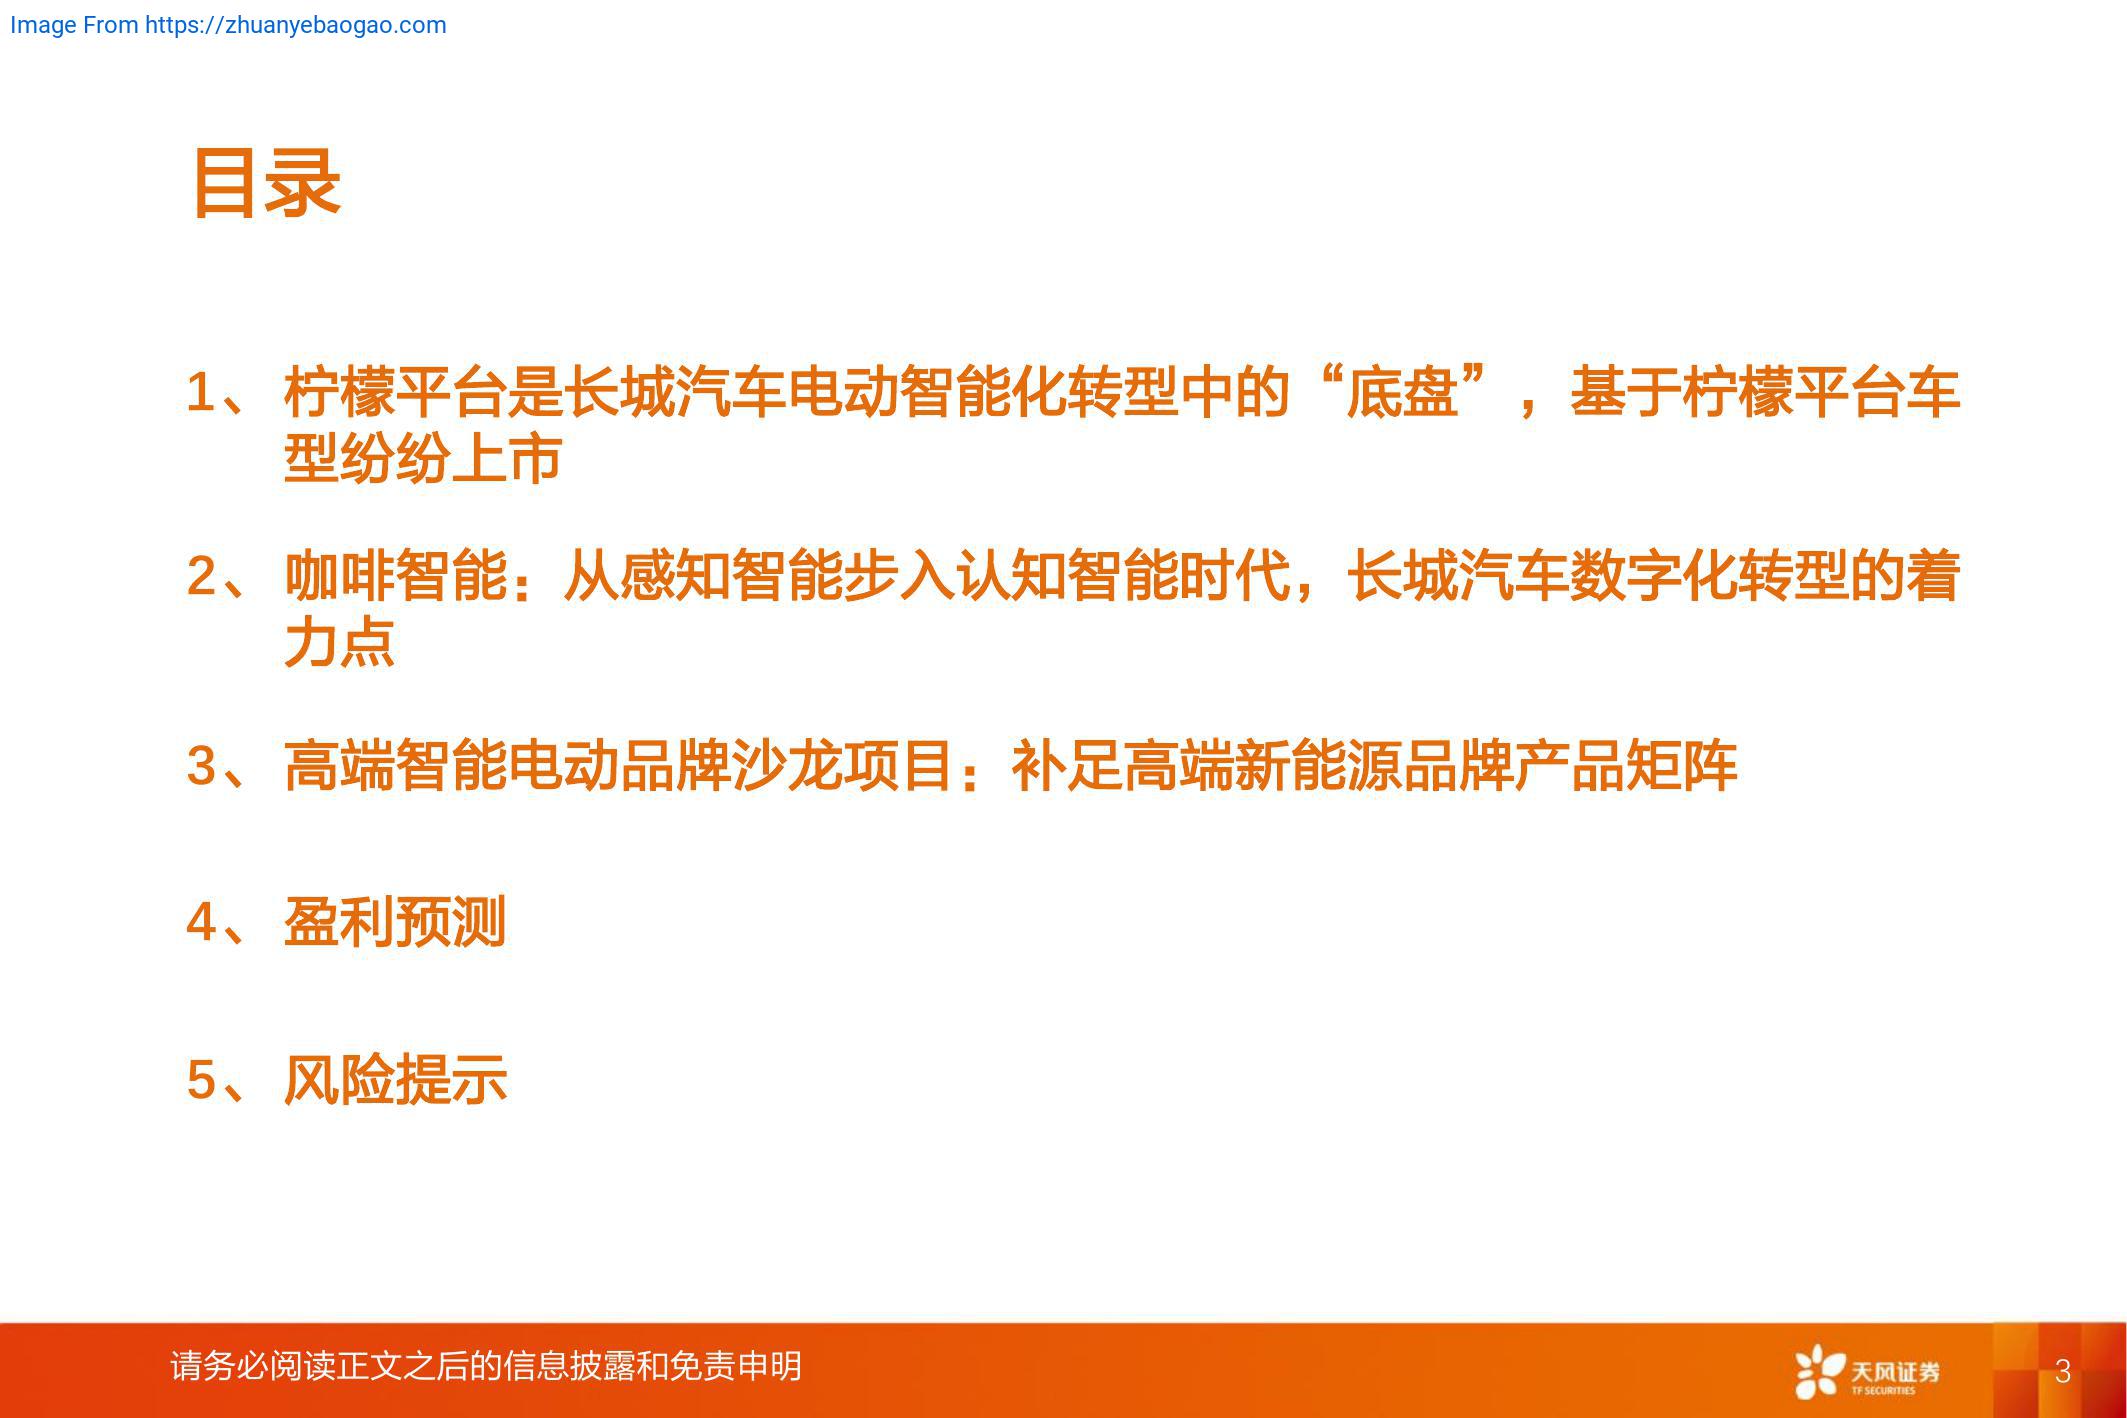 Image From https://zhuanyebaogao.com
目录
1、柠檬平台是长城汽车电动智能化转型中的“底盘”，基于柠檬平台车
型纷纷上市
2、咖啡智能：从感知智能步入认知智能时代，长城汽车数字化转型的着
力点
3、高端智能电动品牌沙龙项目：补足高端新能源品牌产品矩阵
4、盈利预测
5、风险提示
请务必阅读正文之后的信息披露和免责申明
天风证券
TF SECURITIES
3